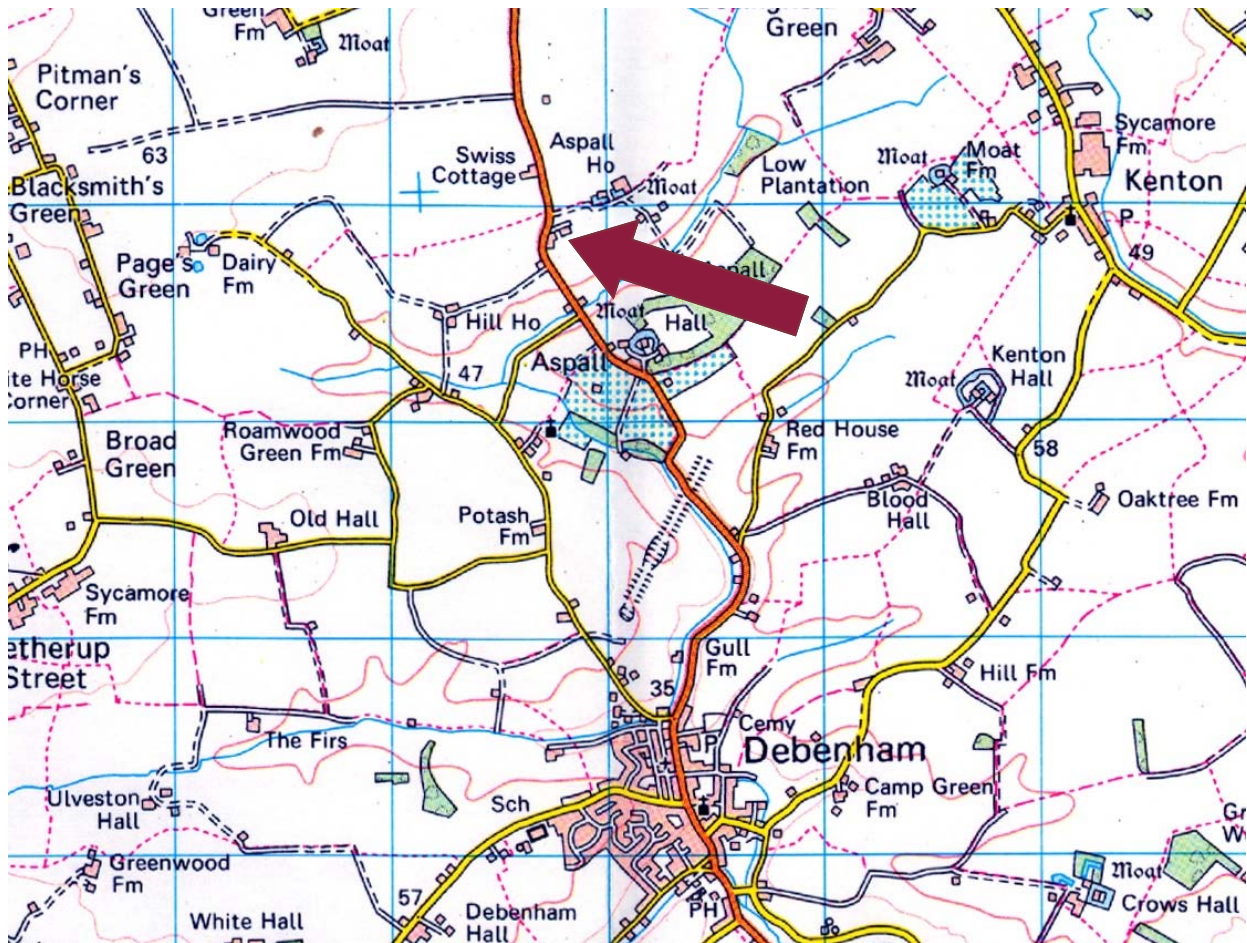 Green
Fm
Moat
Green
Pitman's
Corner
63
Swiss
Cottage
Aspall
Ho
Moat
Low
Plantation
Moat
Moat
Fm
Sycamore
Fm
Kenton
Blacksmith's
Green
P
49
Page's
Green
Dairy
Fm
Hill Ho
Moat
Hall
Aspall
47
PH
Corner
Kenton
Hall
Moat
Broad
Green
Roamwood
Green Fm
Red House
Fm
58
Old Hall
Potash
Fm
Blood
Hall
Oaktree Fm
Sycamore
Fm
etherup
Street
Gull
Fm
35
Hill Fm
The Firs
Cemy
P
Debenham
Ulveston
Hall
Sch
Camp Green
Fm
Greenwood
Fm
57
White Hall
Debenham
Hall
PH
Moat
Crows Hall